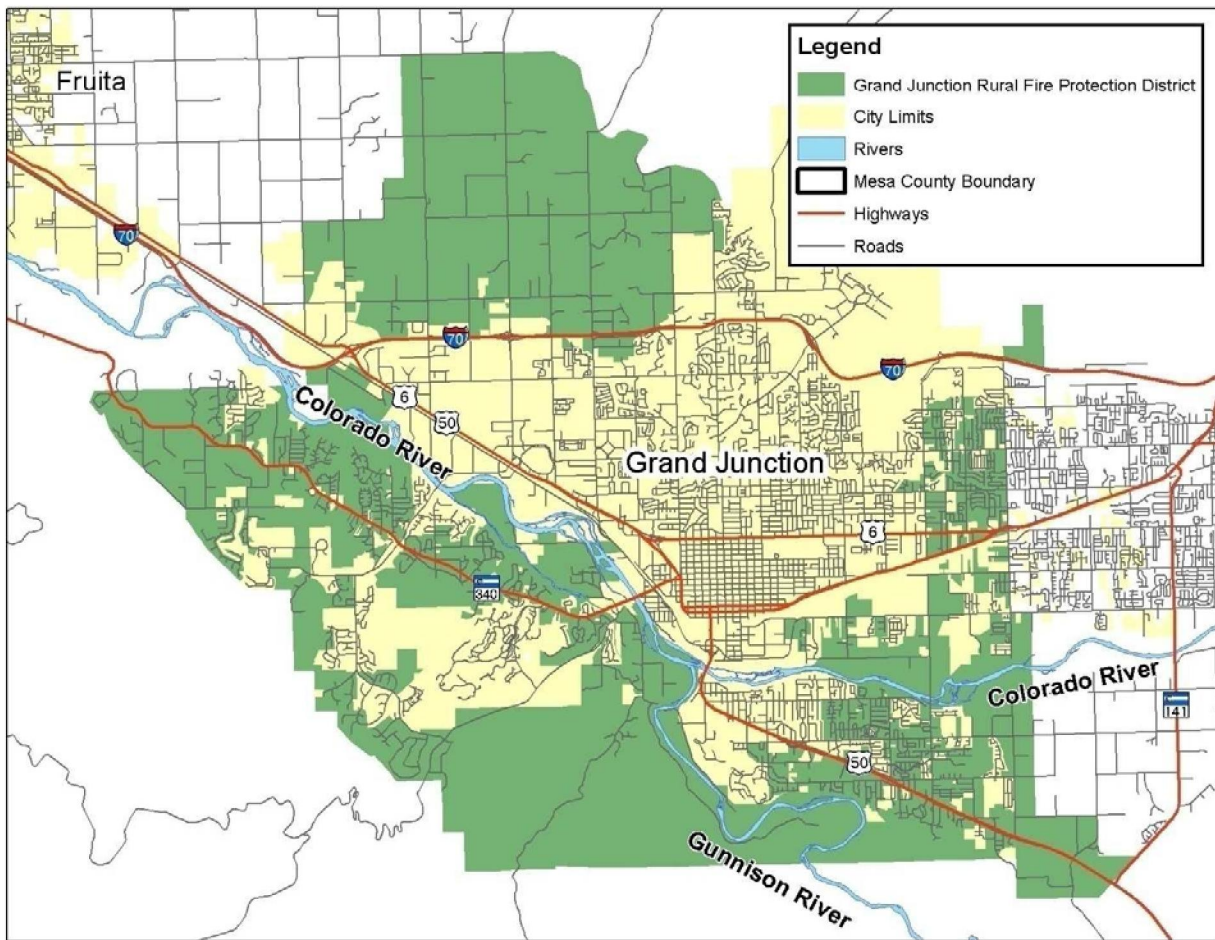 Legend
Grand Junction Rural Fire Protection District
City Limits
Rivers
Mesa County Boundary
Highways
Roads
Fruita
70
70
70
6
50
Colorado River
Grand Junction
6
340
Colorado River
141
50
Gunnison River